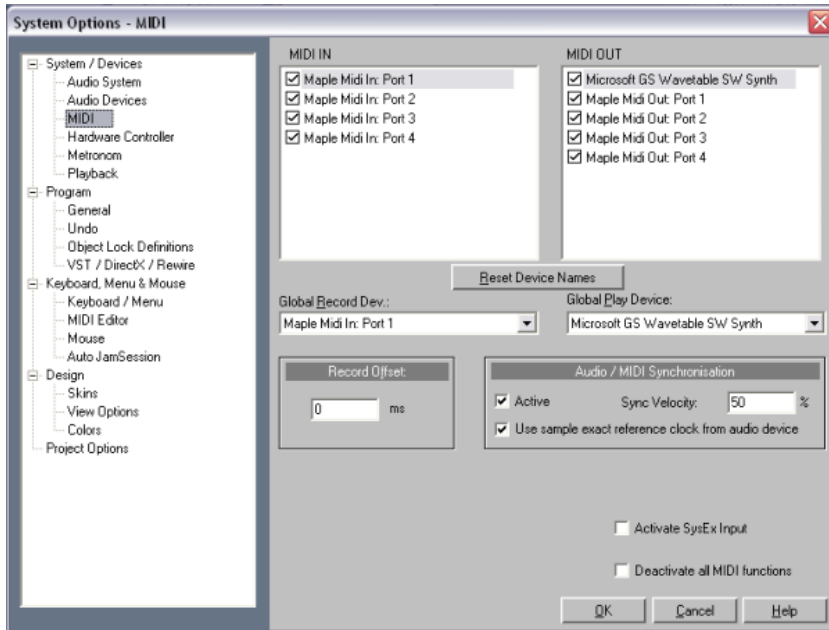 System Options - MIDI
System / Devices
Audio System
Audio Devices
MIDI
Hardware Controller
Metronom
Playback
Program
General
Undo
Object Lock Definitions
VST / DirectX / Rewire
Keyboard, Menu & Mouse
Keyboard / Menu
MIDI Editor
Mouse
Auto JamSession
Design
Skins
View Options
Colors
Project Options
MIDI IN
Maple Midi In: Port 1
Maple Midi In: Port 2
Maple Midi In: Port 3
Maple Midi In: Port 4
MIDI OUT
Microsoft GS Wavetable SW Synth
Maple Midi Out: Port 1
Maple Midi Out: Port 2
Maple Midi Out: Port 3
Maple Midi Out: Port 4
Reset Device Names
Global Record Dev.:
Maple Midi In: Port 1
Global Play Device:
Microsoft GS Wavetable SW Synth
Record Offset:
0 ms
Audio / MIDI Synchronisation
Active Sync Velocity: 50 %
Use sample exact reference clock from audio device
Activate SysEx Input
Deactivate all MIDI functions
OK Cancel Help